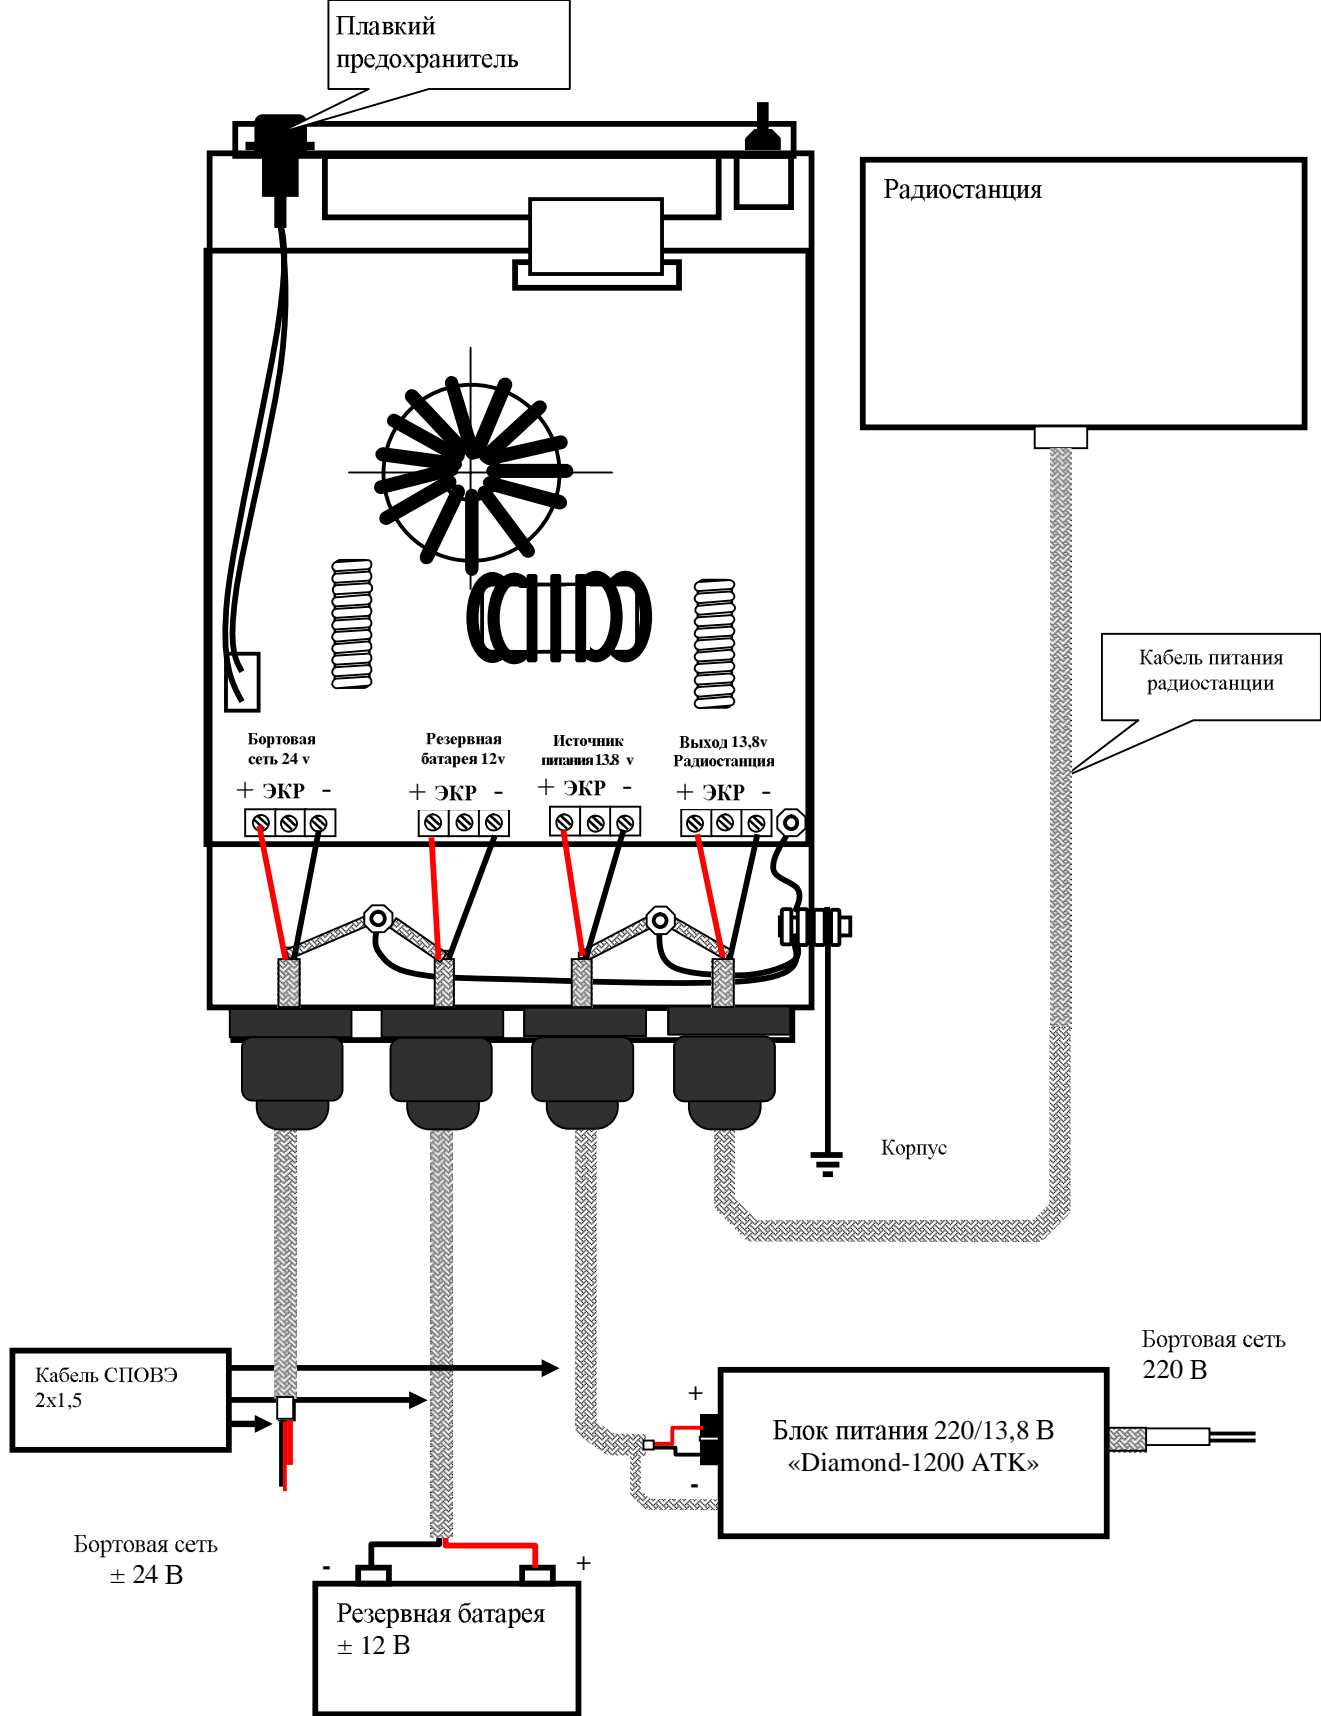 Плавкий
предохранитель
Радиостанция
Кабель питания
радиостанции
Бортовая
сеть 24 v
Резервная
батарея 12v
Источник
питания 13.8 v
Выход 13,8v
Радиостанция
+ ЭКР -
+ ЭКР -
+ ЭКР -
+ ЭКР -
Корпус
Кабель СПОВЭ
2х1,5
Бортовая сеть
220 В
+
Блок питания 220/13,8 В
«Diamond-1200 ATK»
-
Бортовая сеть
± 24 В
-
+
Резервная батарея
± 12 В